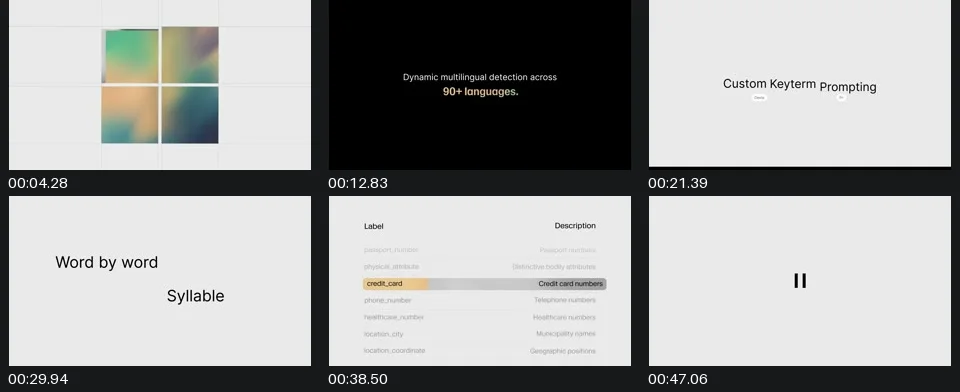 00:04.28
Dynamic multilingual detection across
90+ languages.
00:12.83
Custom Keyterm Prompting
00:21.39
Word by word
Syllable
00:29.94
Label Description
passport_number Passport numbers
physical_attribute Distinctive bodily attributes
credit_card Credit card numbers
phone_number Telephone numbers
healthcare_number Healthcare numbers
location_city Municipality names
location_coordinate Geographic positions
00:38.50
00:47.06